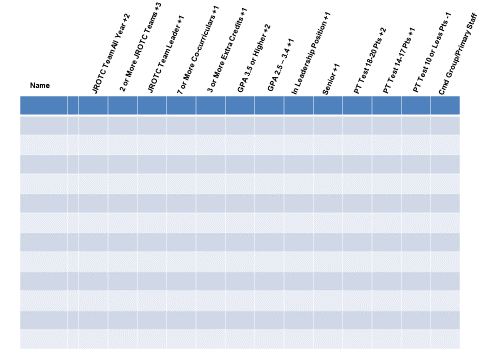 Name
JROTC Team All Year +2
2 or More JROTC Teams +3
JROTC Team Leader +1
7 or More Co-curriculars +1
3 or More Extra Credits +1
GPA 3.5 or Higher +2
GPA 2.5 – 3.4 +1
In Leadership Position +1
Senior +1
PT Test 18-20 Pts +2
PT Test 14-17 Pts +1
PT Test 10 or Less Pts -1
Cmd Group/Primary Staff